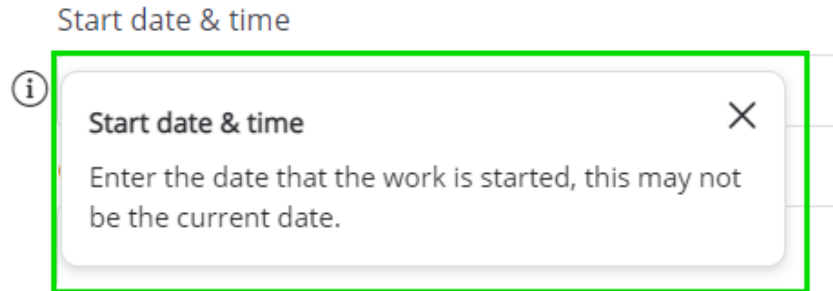 Start date & time
Start date & time
Enter the date that the work is started, this may not
be the current date.